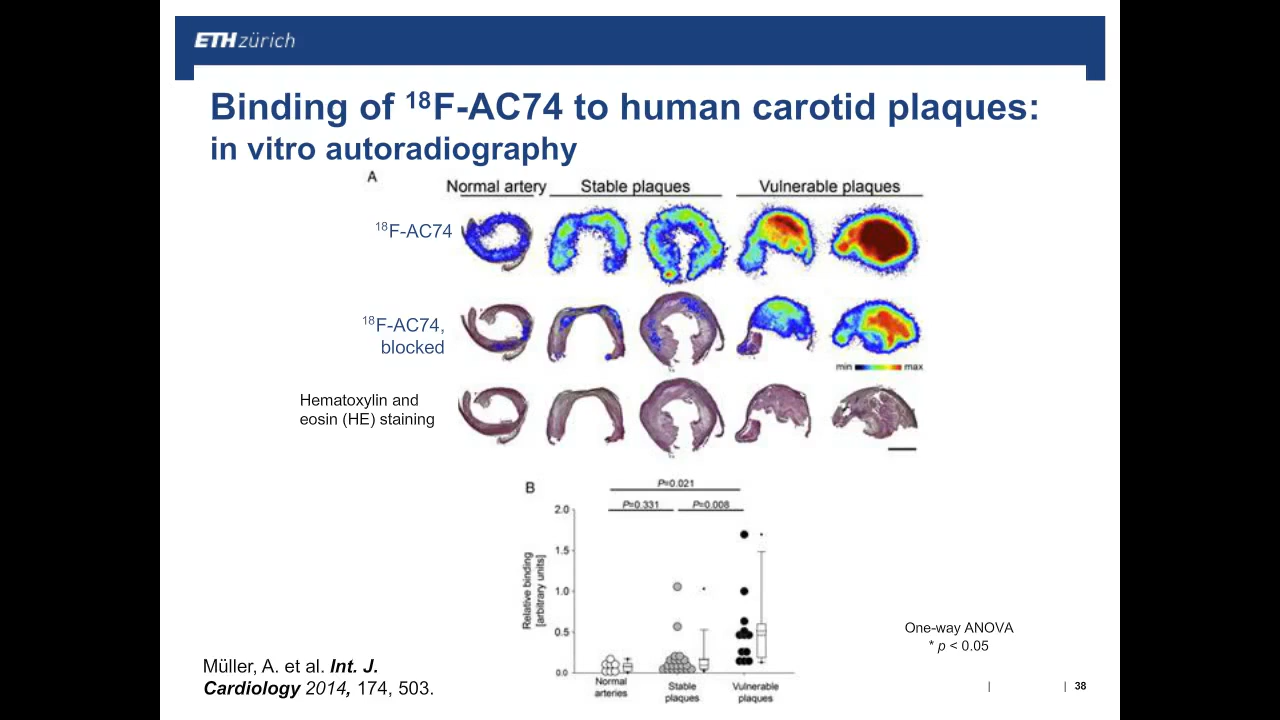 ETH zürich
Binding of 18F-AC74 to human carotid plaques:
in vitro autoradiography
A
Normal artery
Stable plaques
Vulnerable plaques
18F-AC74
18F-AC74,
blocked
min
max
Hematoxylin and
eosin (HE) staining
B
P=0.021
P=0.331
P=0.008
2.0
1.5
1.0
0.5
0.0
Relative binding
[arbitrary units]
Normal
arteries
Stable
plaques
Vulnerable
plaques
One-way ANOVA
* p < 0.05
Müller, A. et al. Int. J.
Cardiology 2014, 174, 503.
| | 38